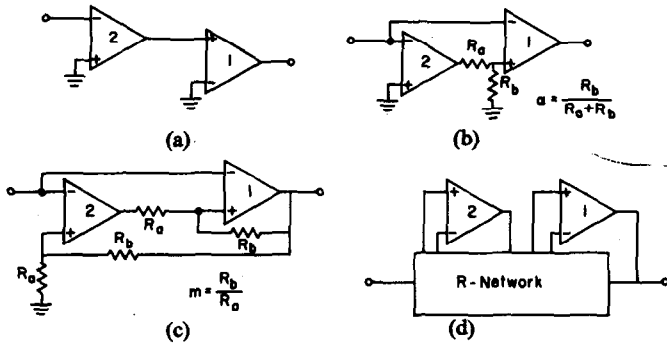 2
1
(a)
2
1
Ra
Rb
a = Rb / Ra+Rb
(b)
2
1
Ra
Rb
Rb
Ra
m = Rb / Ra
(c)
2
1
R-Network
(d)